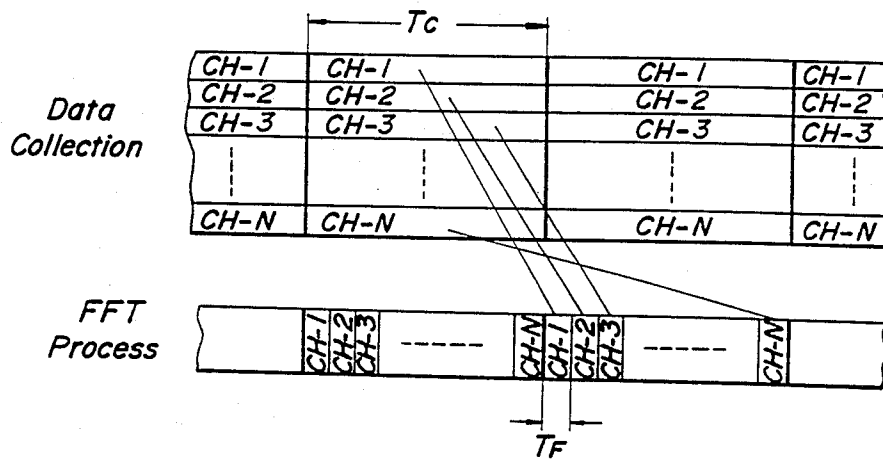 Tc
CH-1 CH-1 CH-1 CH-1
Data CH-2 CH-2 CH-2 CH-2
Collection CH-3 CH-3 CH-3 CH-3
CH-N CH-N CH-N CH-N
FFT
Process CH-1 CH-2 CH-3 CH-N CH-1 CH-2 CH-3 CH-N
TF